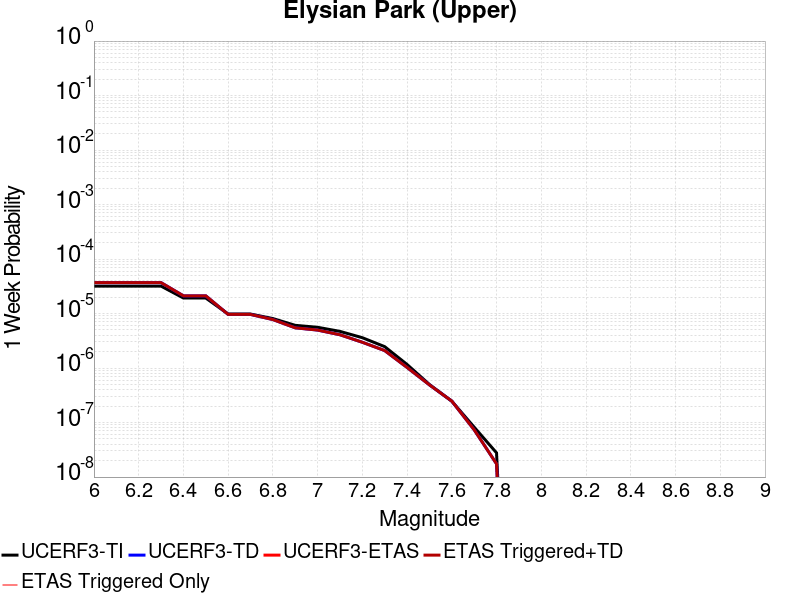 Elysian Park (Upper)
10^0
10^-1
10^-2
10^-3
10^-4
10^-5
10^-6
10^-7
10^-8
1 Week Probability
6 6.2 6.4 6.6 6.8 7 7.2 7.4 7.6 7.8 8 8.2 8.4 8.6 8.8 9
Magnitude
UCERF3-TI UCERF3-TD UCERF3-ETAS ETAS Triggered+TD
ETAS Triggered Only